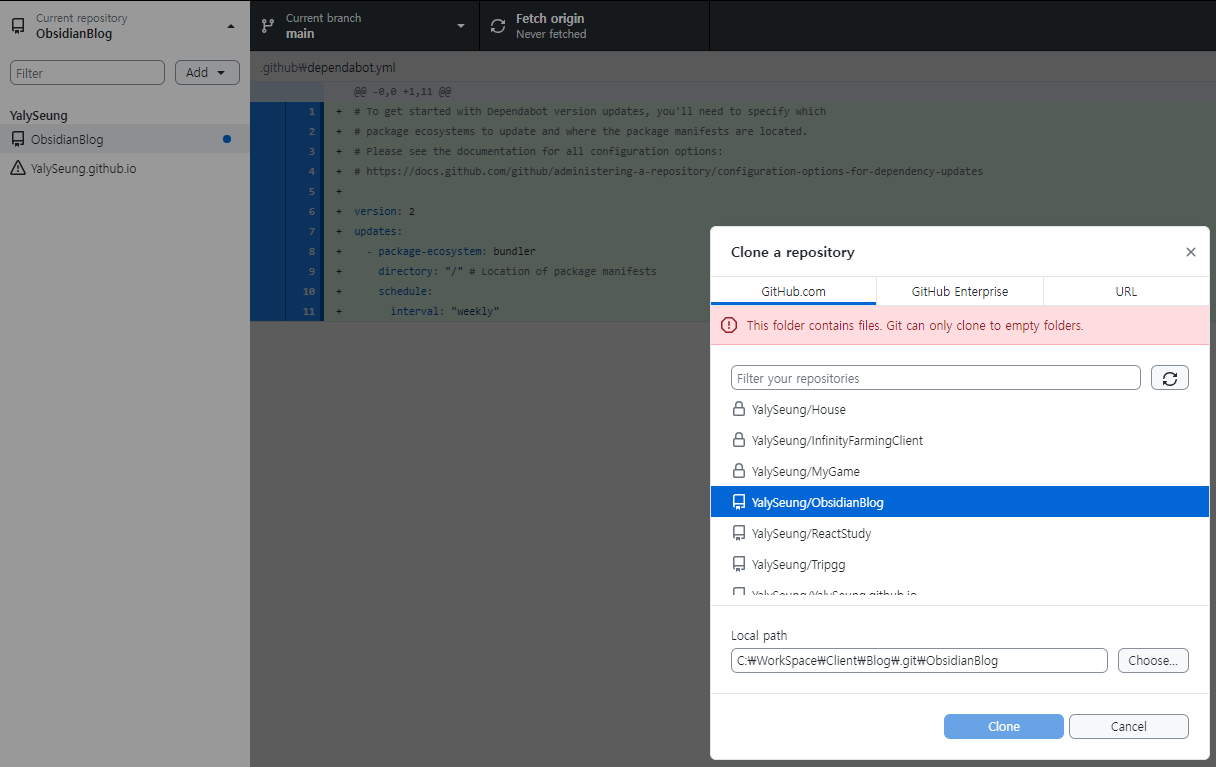 Current repository
ObsidianBlog
Current branch
main
Fetch origin
Never fetched
Filter
Add
YalySeung
ObsidianBlog
YalySeung.github.io
.github₩dependabot.yml
@@ -0,0 +1,11 @@
1 + # To get started with Dependabot version updates, you'll need to specify which
2 + # package ecosystems to update and where the package manifests are located.
3 + # Please see the documentation for all configuration options:
4 + # https://docs.github.com/github/administering-a-repository/configuration-options-for-dependency-updates
5 +
6 + version: 2
7 + updates:
8 + - package-ecosystem: bundler
9 + directory: "/" # Location of package manifests
10 + schedule:
11 + interval: "weekly"
Clone a repository
GitHub.com
GitHub Enterprise
URL
This folder contains files. Git can only clone to empty folders.
Filter your repositories
YalySeung/House
YalySeung/InfinityFarmingClient
YalySeung/MyGame
YalySeung/ObsidianBlog
YalySeung/ReactStudy
YalySeung/Tripgg
YalySeung/YalySeung.github.io
Local path
C:₩WorkSpace₩Client₩Blog₩.git₩ObsidianBlog
Choose...
Clone
Cancel